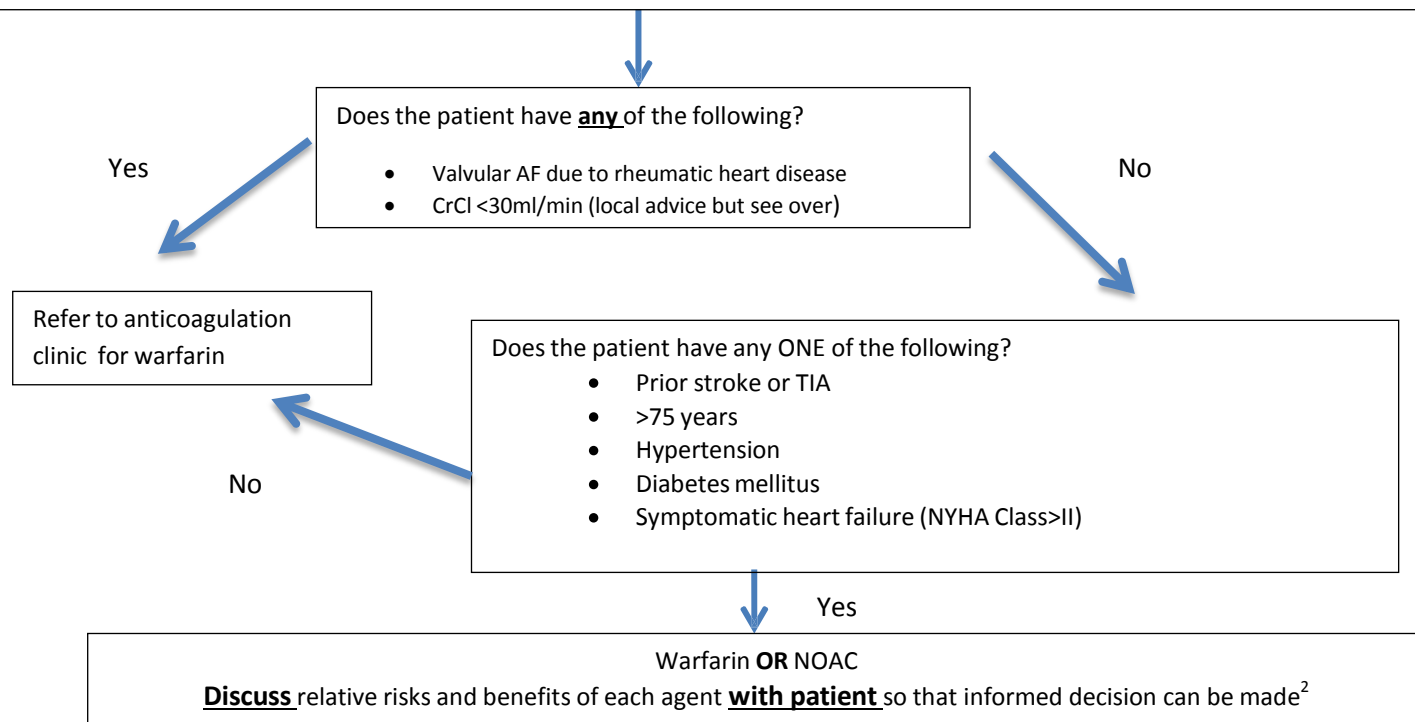 Does the patient have any of the following?
Yes
No
• Valvular AF due to rheumatic heart disease
• CrCl <30ml/min (local advice but see over)
Refer to anticoagulation
clinic for warfarin
Does the patient have any ONE of the following?
• Prior stroke or TIA
• >75 years
• Hypertension
• Diabetes mellitus
• Symptomatic heart failure (NYHA Class>II)
No
Yes
Warfarin OR NOAC
Discuss relative risks and benefits of each agent with patient so that informed decision can be made²